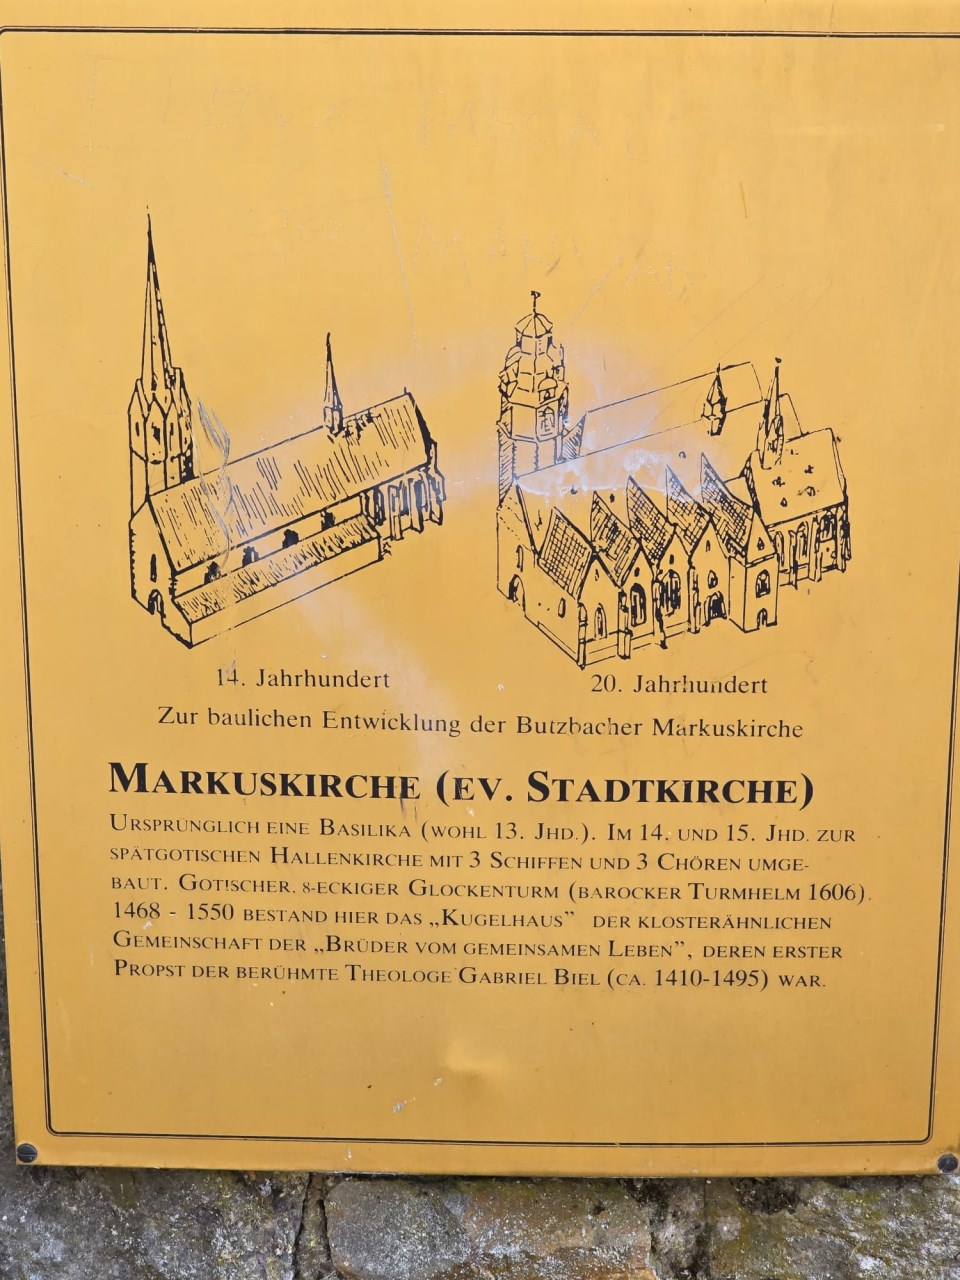 14. Jahrhundert
20. Jahrhundert
Zur baulichen Entwicklung der Butzbacher Markuskirche
MARKUSKIRCHE (EV. STADTKIRCHE)
URSPRÜNGLICH EINE BASILIKA (WOHL 13. JHD.). IM 14. UND 15. JHD. ZUR
SPÄTGOTISCHEN HALLENKIRCHE MIT 3 SCHIFFEN UND 3 CHÖREN UMGE-
BAUT. GOTISCHER. 8-ECKIGER GLOCKENTURM (BAROCKER TURMHELM 1606).
1468 - 1550 BESTAND HIER DAS „KUGELHAUS” DER KLOSTERÄHNLICHEN
GEMEINSCHAFT DER „BRÜDER VOM GEMEINSAMEN LEBEN”, DEREN ERSTER
PROPST DER BERÜHMTE THEOLOGE GABRIEL BIEL (CA. 1410-1495) WAR.